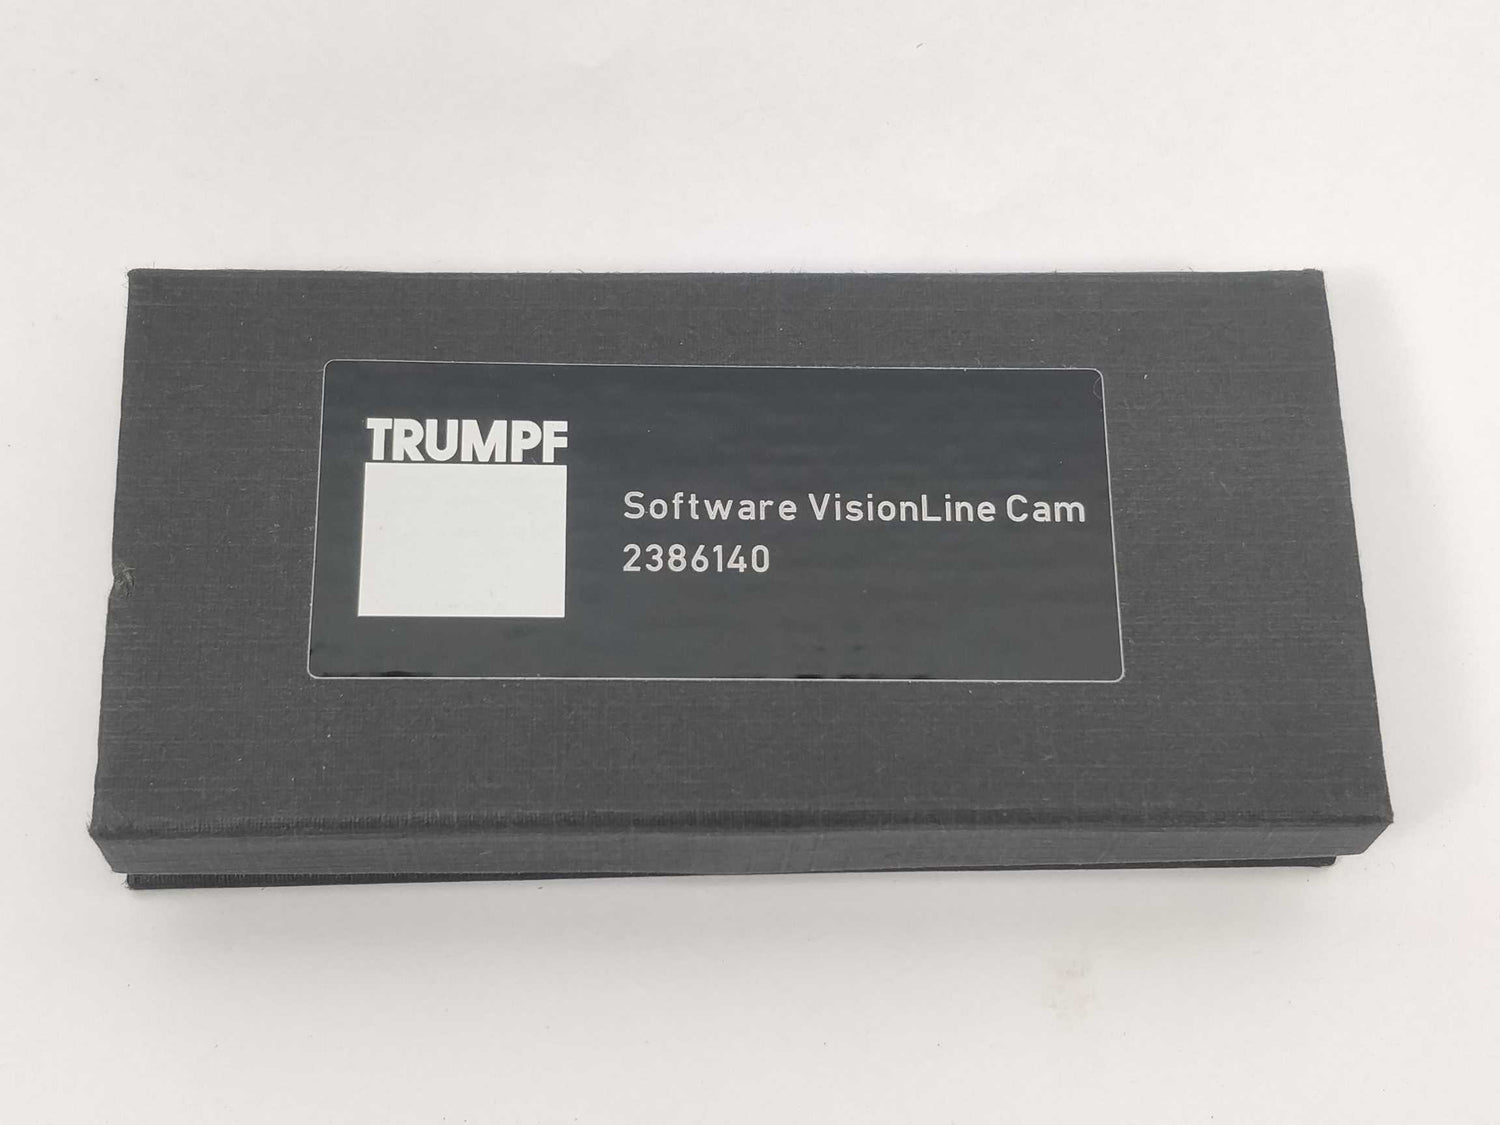 TRUMPF
Software VisionLine Cam
2386140